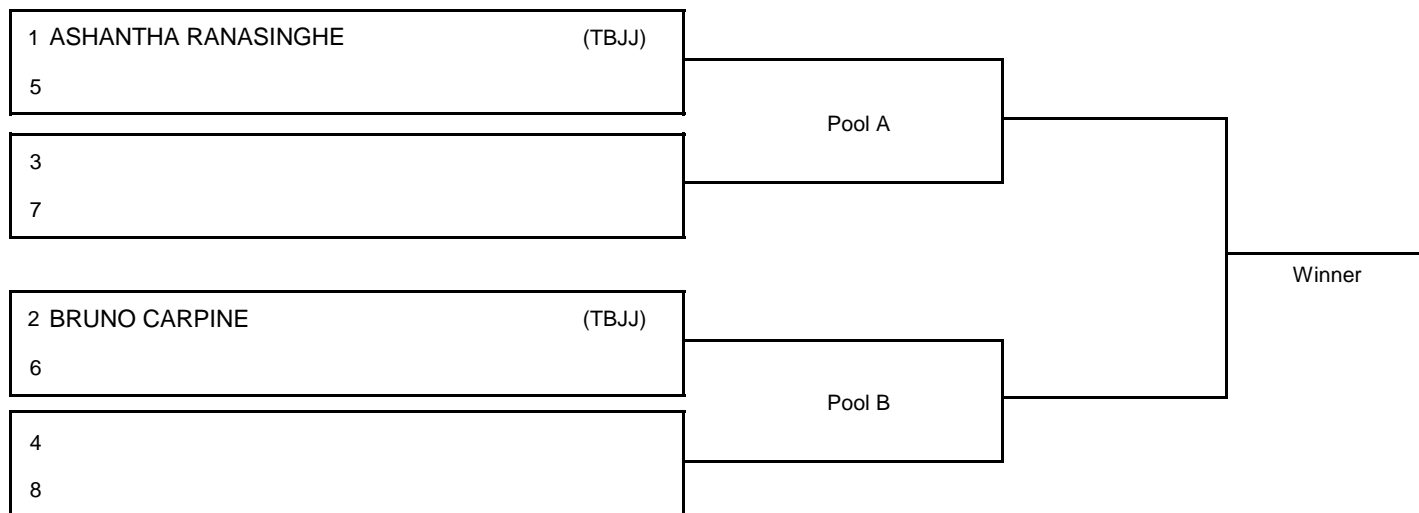 1 ASHANTHA RANASINGHE (TBJJ)
5
Pool A
3
7
Winner
2 BRUNO CARPINE (TBJJ)
6
Pool B
4
8